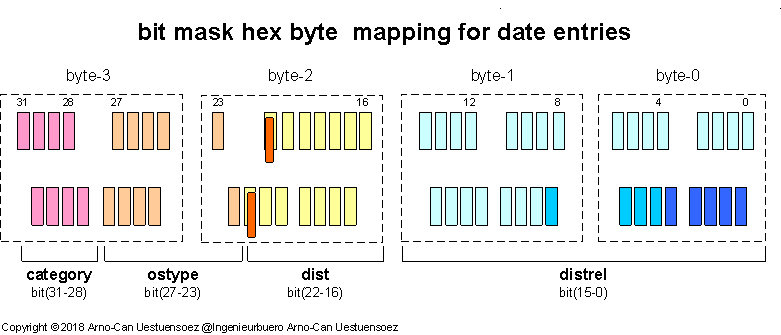 bit mask hex byte  mapping for date entries
byte-3 byte-2 byte-1 byte-0
31 28 27 23 16 12 8 4 0
category ostype dist distrel
bit(31-28) bit(27-23) bit(22-16) bit(15-0)
Copyright © 2018 Arno-Can Uestuensoez @Ingenieurbuero Arno-Can Uestuensoez